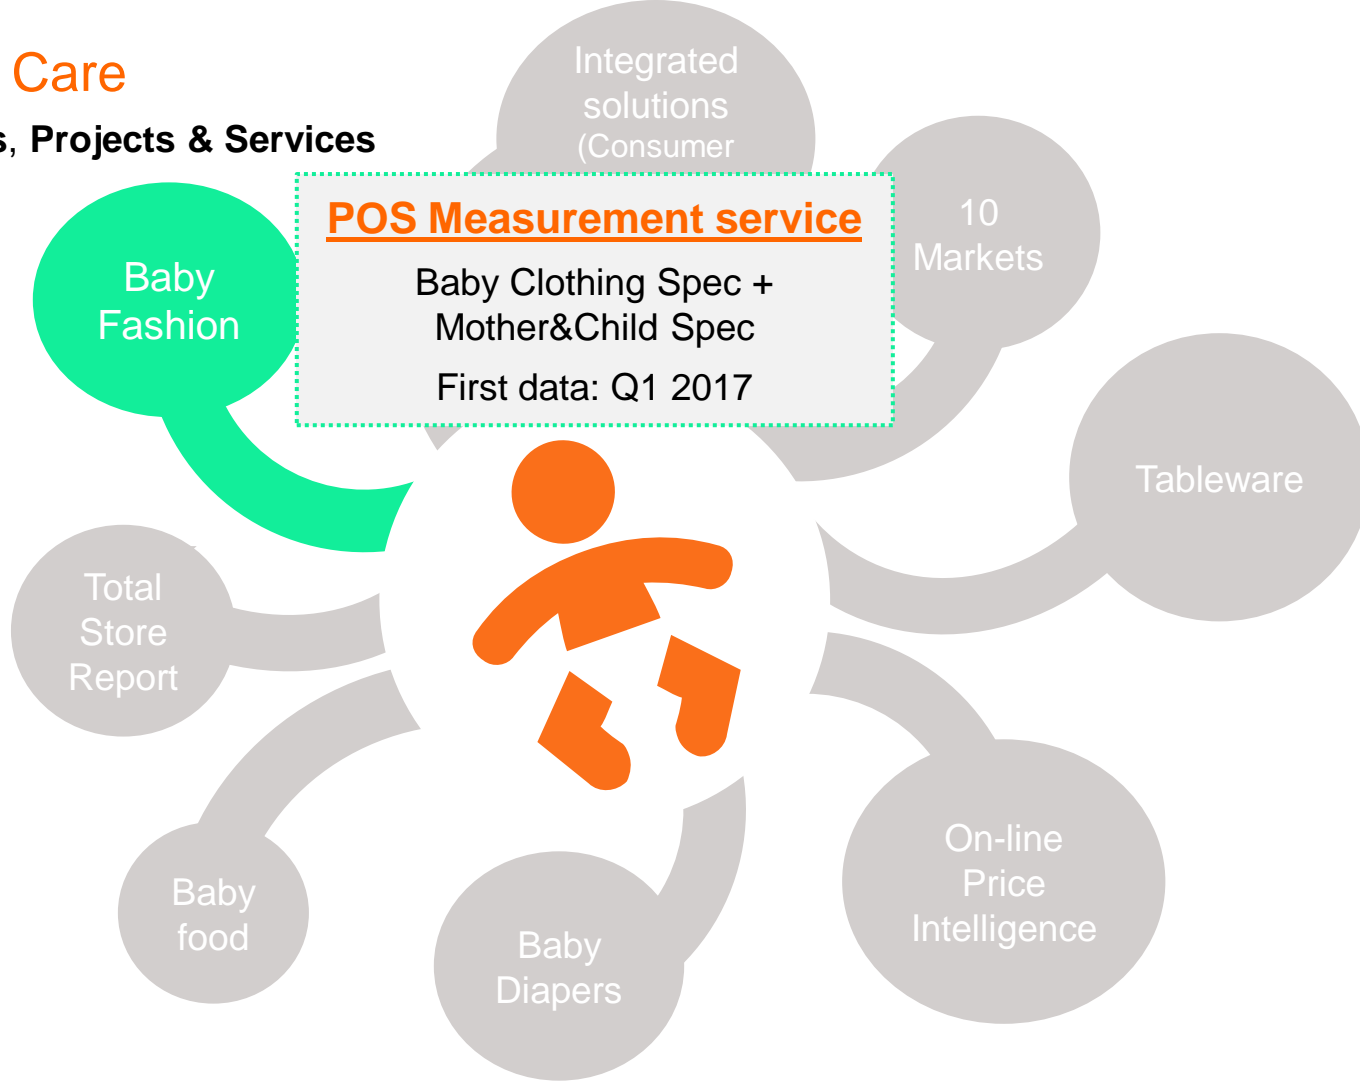 Care
, Projects & Services
Integrated
solutions
(Consumer
POS Measurement service
Baby Clothing Spec +
Mother&Child Spec
First data: Q1 2017
10
Markets
Baby
Fashion
Tableware
Total
Store
Report
On-line
Price
Intelligence
Baby
food
Baby
Diapers